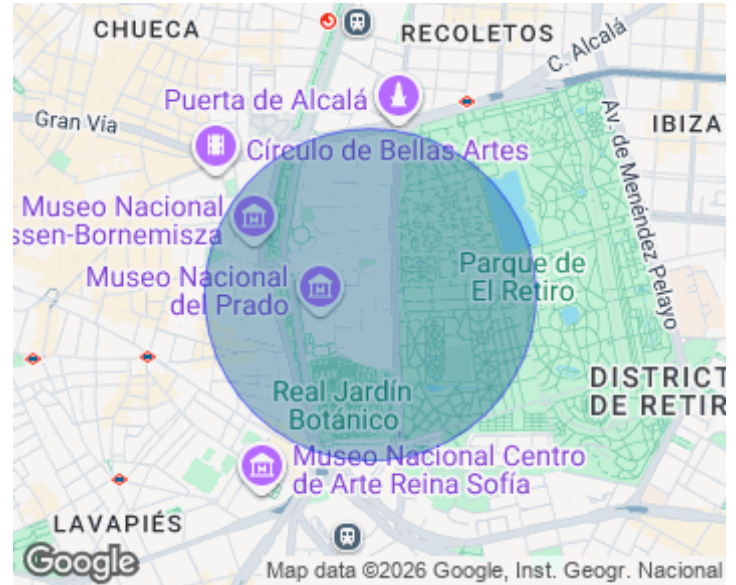 CHUECA
RECOLETOS
C. Alcalá
Puerta de Alcalá
Gran Vía
IBIZA
Círculo de Bellas Artes
Av. de Menéndez Pelayo
Museo Nacional
ssen-Bornemisza
Museo Nacional
del Prado
Parque de
El Retiro
Real Jardín
Botánico
DISTRICT
DE RETIR
Museo Nacional Centro
de Arte Reina Sofía
LAVAPIÉS
Google
Map data ©2026 Google, Inst. Geogr. Nacional